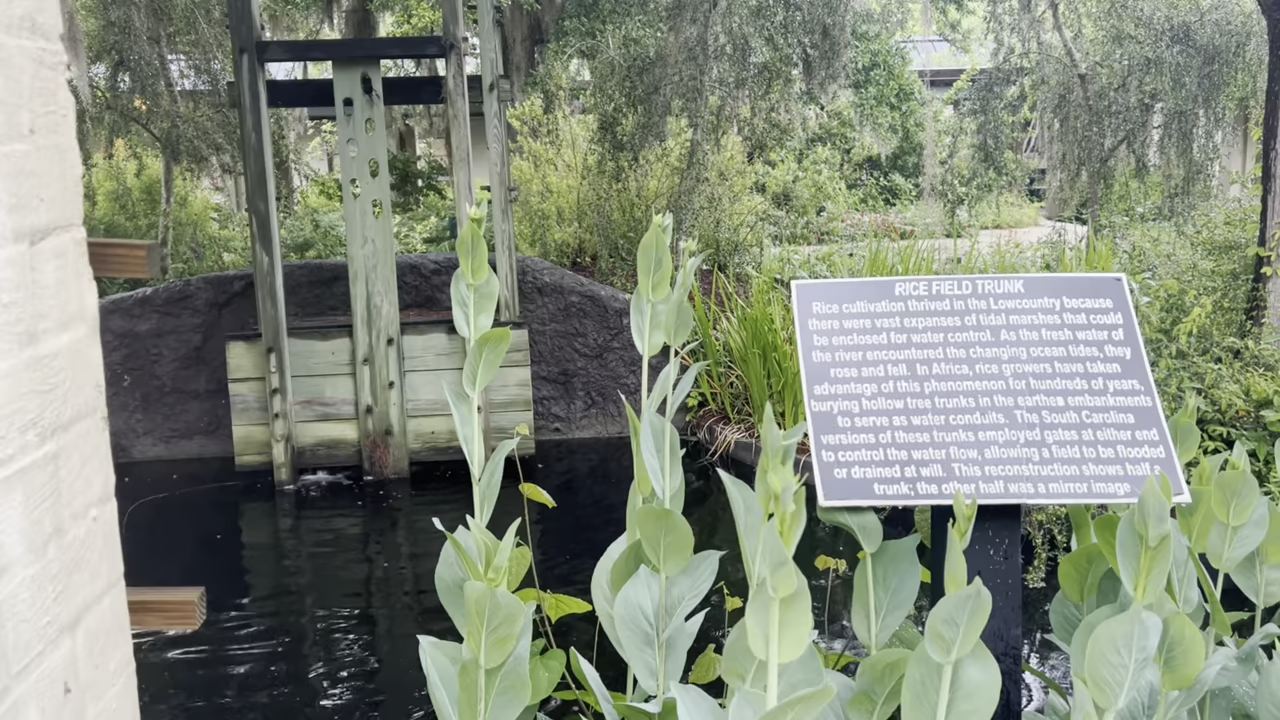 RICE FIELD TRUNK
Rice cultivation thrived in the Lowcountry because
there were vast expanses of tidal marshes that could
be enclosed for water control. As the fresh water of
the river encountered the changing ocean tides, they
rose and fell. In Africa, rice growers have taken
advantage of this phenomenon for hundreds of years,
burying hollow tree trunks in the earthen embankments
to serve as water conduits. The South Carolina
versions of these trunks employed gates at either end
to control the water flow, allowing a field to be flooded
or drained at will. This reconstruction shows half a
trunk; the other half was a mirror image.